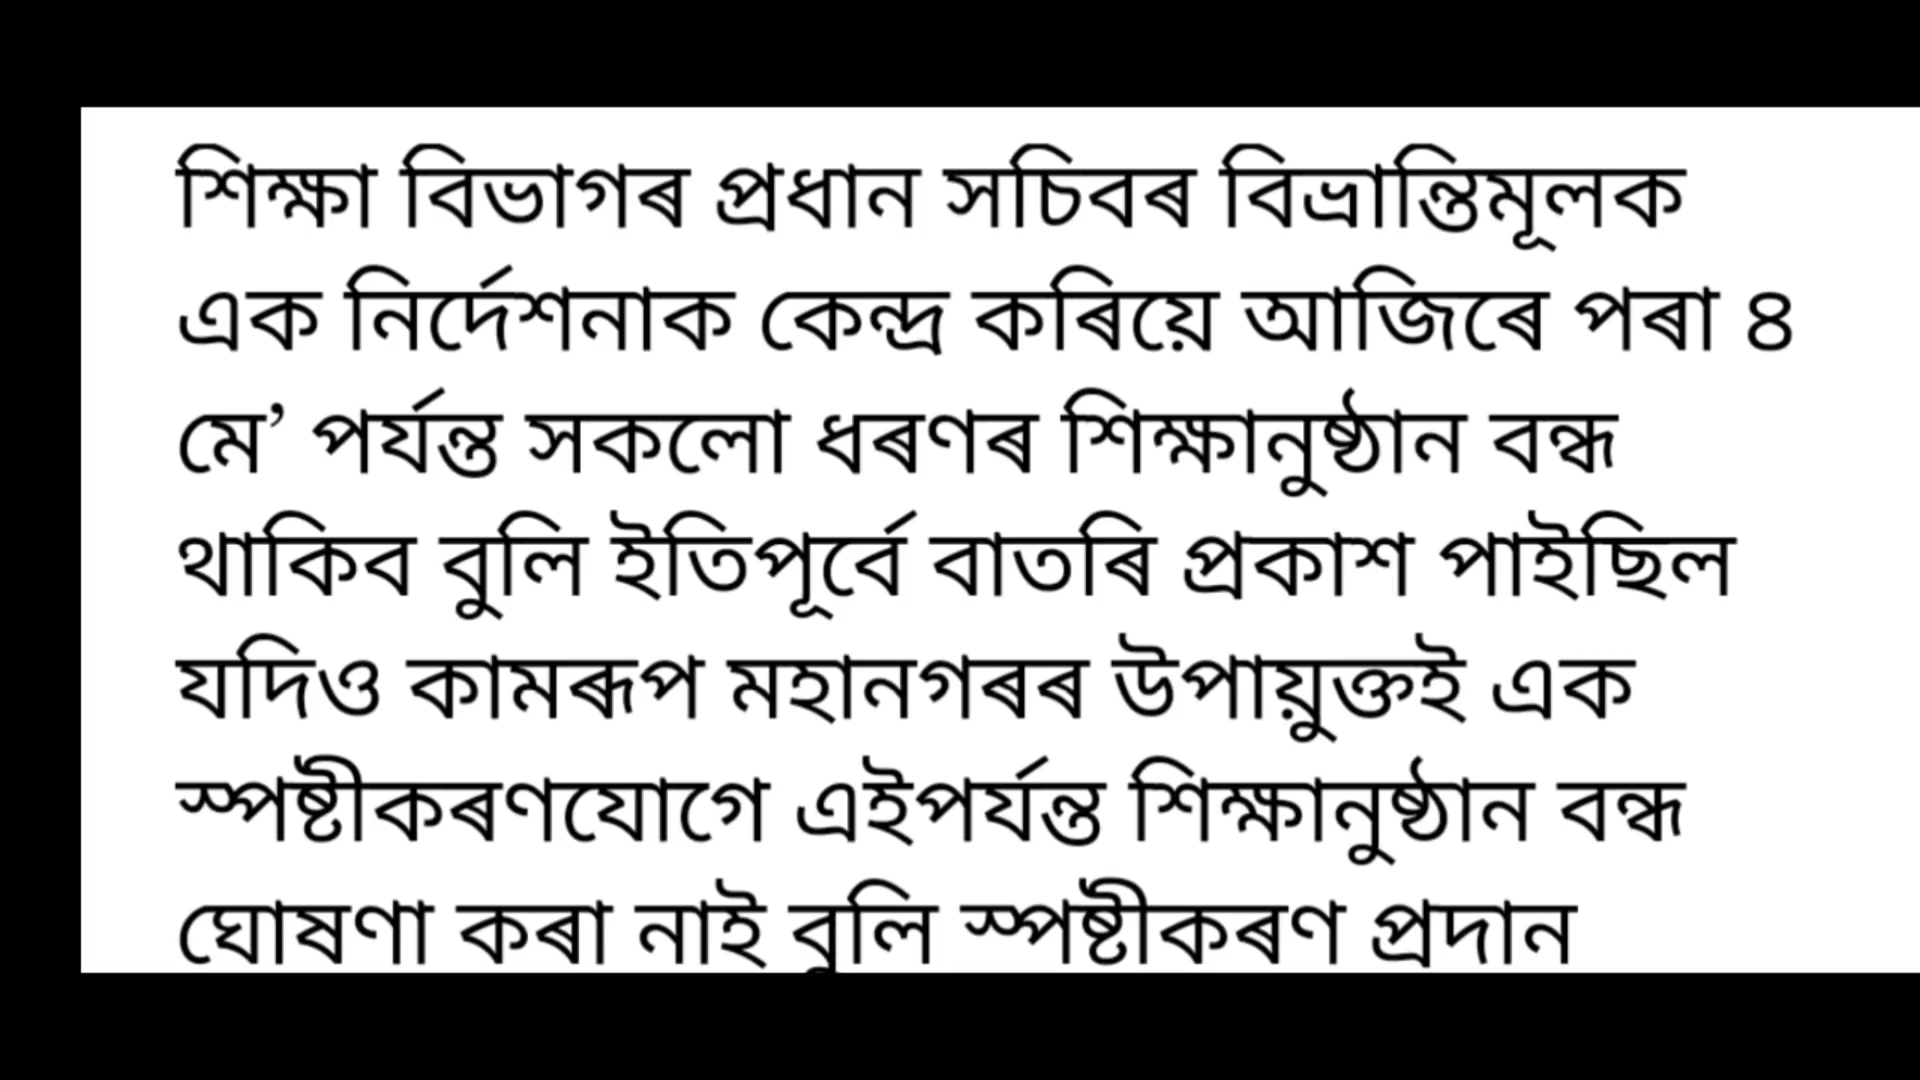 শিক্ষা বিভাগৰ প্ৰধান সচিবৰ বিভ্ৰান্তিমূলক
এক নিৰ্দেশনাক কেন্দ্ৰ কৰিয়ে আজিৰে পৰা ৪
মে’ পৰ্যন্ত সকলো ধৰণৰ শিক্ষানুষ্ঠান বন্ধ
থাকিব বুলি ইতিপূৰ্বে বাতৰি প্ৰকাশ পাইছিল
যদিও কামৰূপ মহানগৰৰ উপায়ুক্তই এক
স্পষ্টীকৰণযোগে এইপৰ্যন্ত শিক্ষানুষ্ঠান বন্ধ
ঘোষণা কৰা নাই বুলি স্পষ্টীকৰণ প্ৰদান